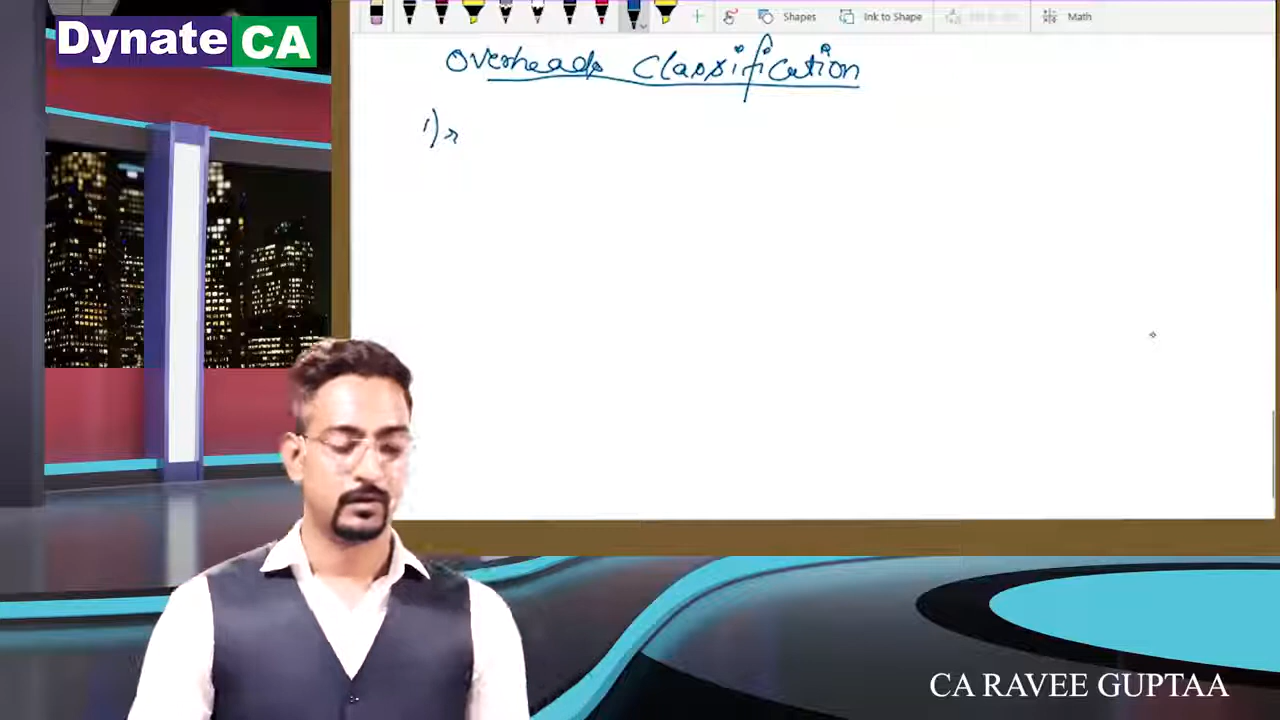 Dynate CA
Shapes
Ink to Shape
Math
Overheads Classification
1)
CA RAVEE GUPTAA